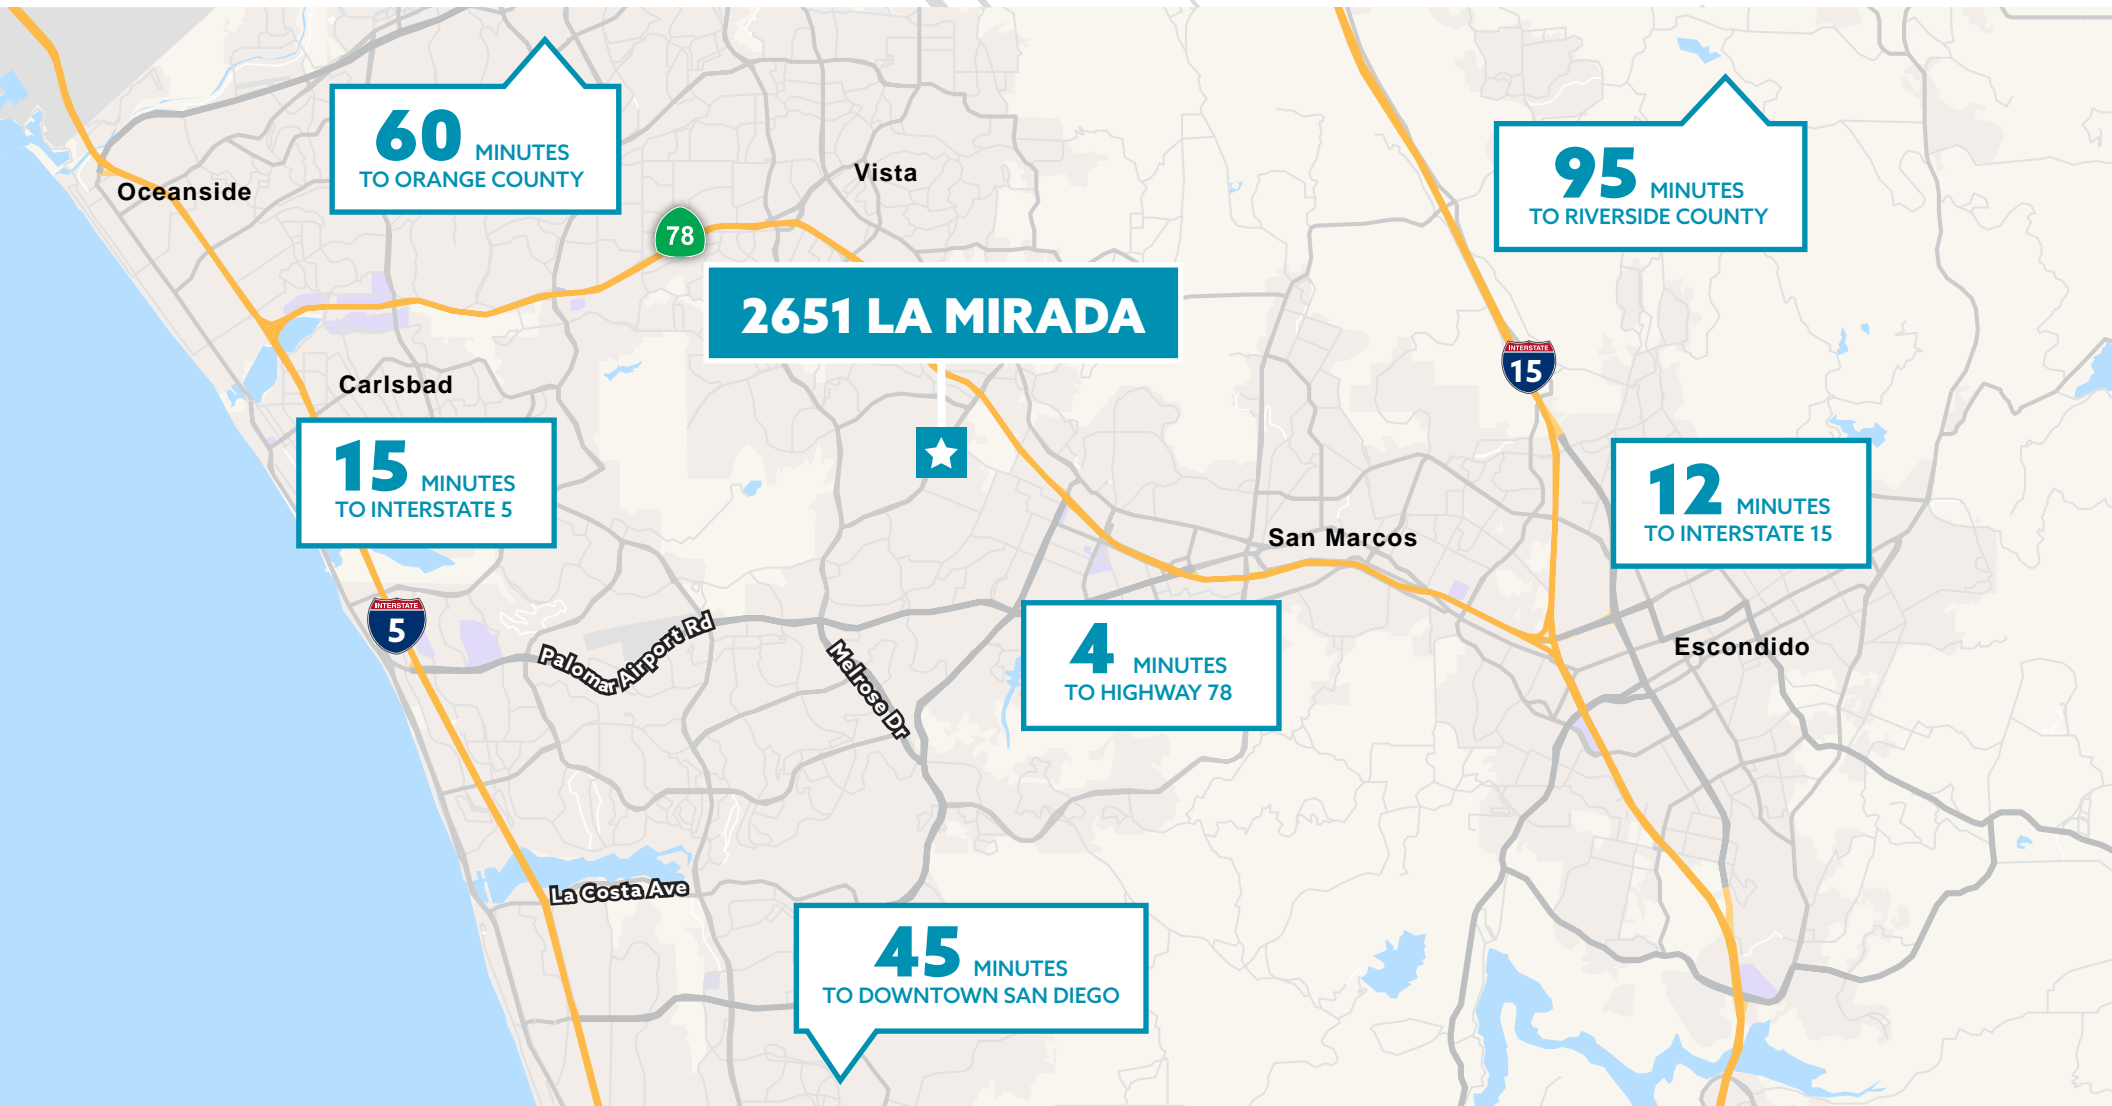 60 MINUTES
TO ORANGE COUNTY
Oceanside
Vista
95 MINUTES
TO RIVERSIDE COUNTY
78
2651 LA MIRADA
INTERSTATE
15
Carlsbad
15 MINUTES
TO INTERSTATE 5
12 MINUTES
TO INTERSTATE 15
San Marcos
INTERSTATE
5
Palomar Airport Rd
Melrose Dr
4 MINUTES
TO HIGHWAY 78
Escondido
La Costa Ave
45 MINUTES
TO DOWNTOWN SAN DIEGO